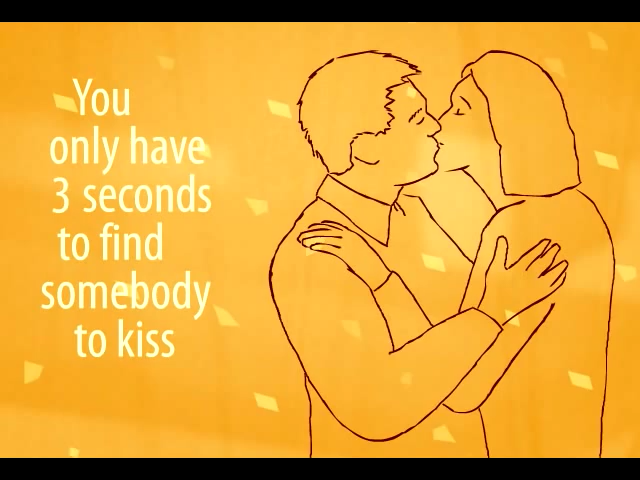 You
only have
3 seconds
to find
somebody
to kiss